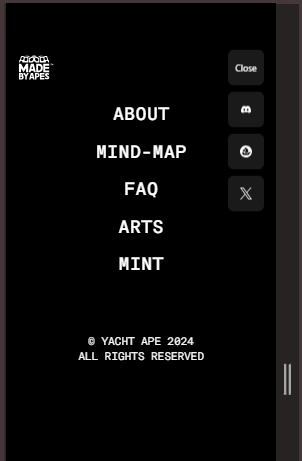 MADE
BY APES
Close
ABOUT
MIND-MAP
FAQ
ARTS
MINT
© YACHT APE 2024
ALL RIGHTS RESERVED